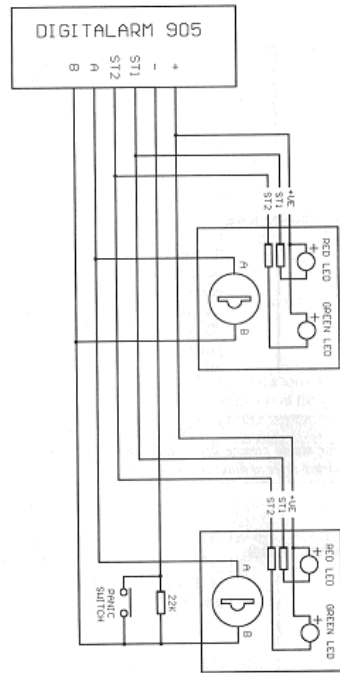 DIGITALARM 905
B
A
ST2
ST1
-
+
+VE
ST1
ST2
RED LED
+
GREEN LED
+
A
B
+VE
ST1
ST2
RED LED
+
GREEN LED
+
A
B
22K
PANIC
SWITCH